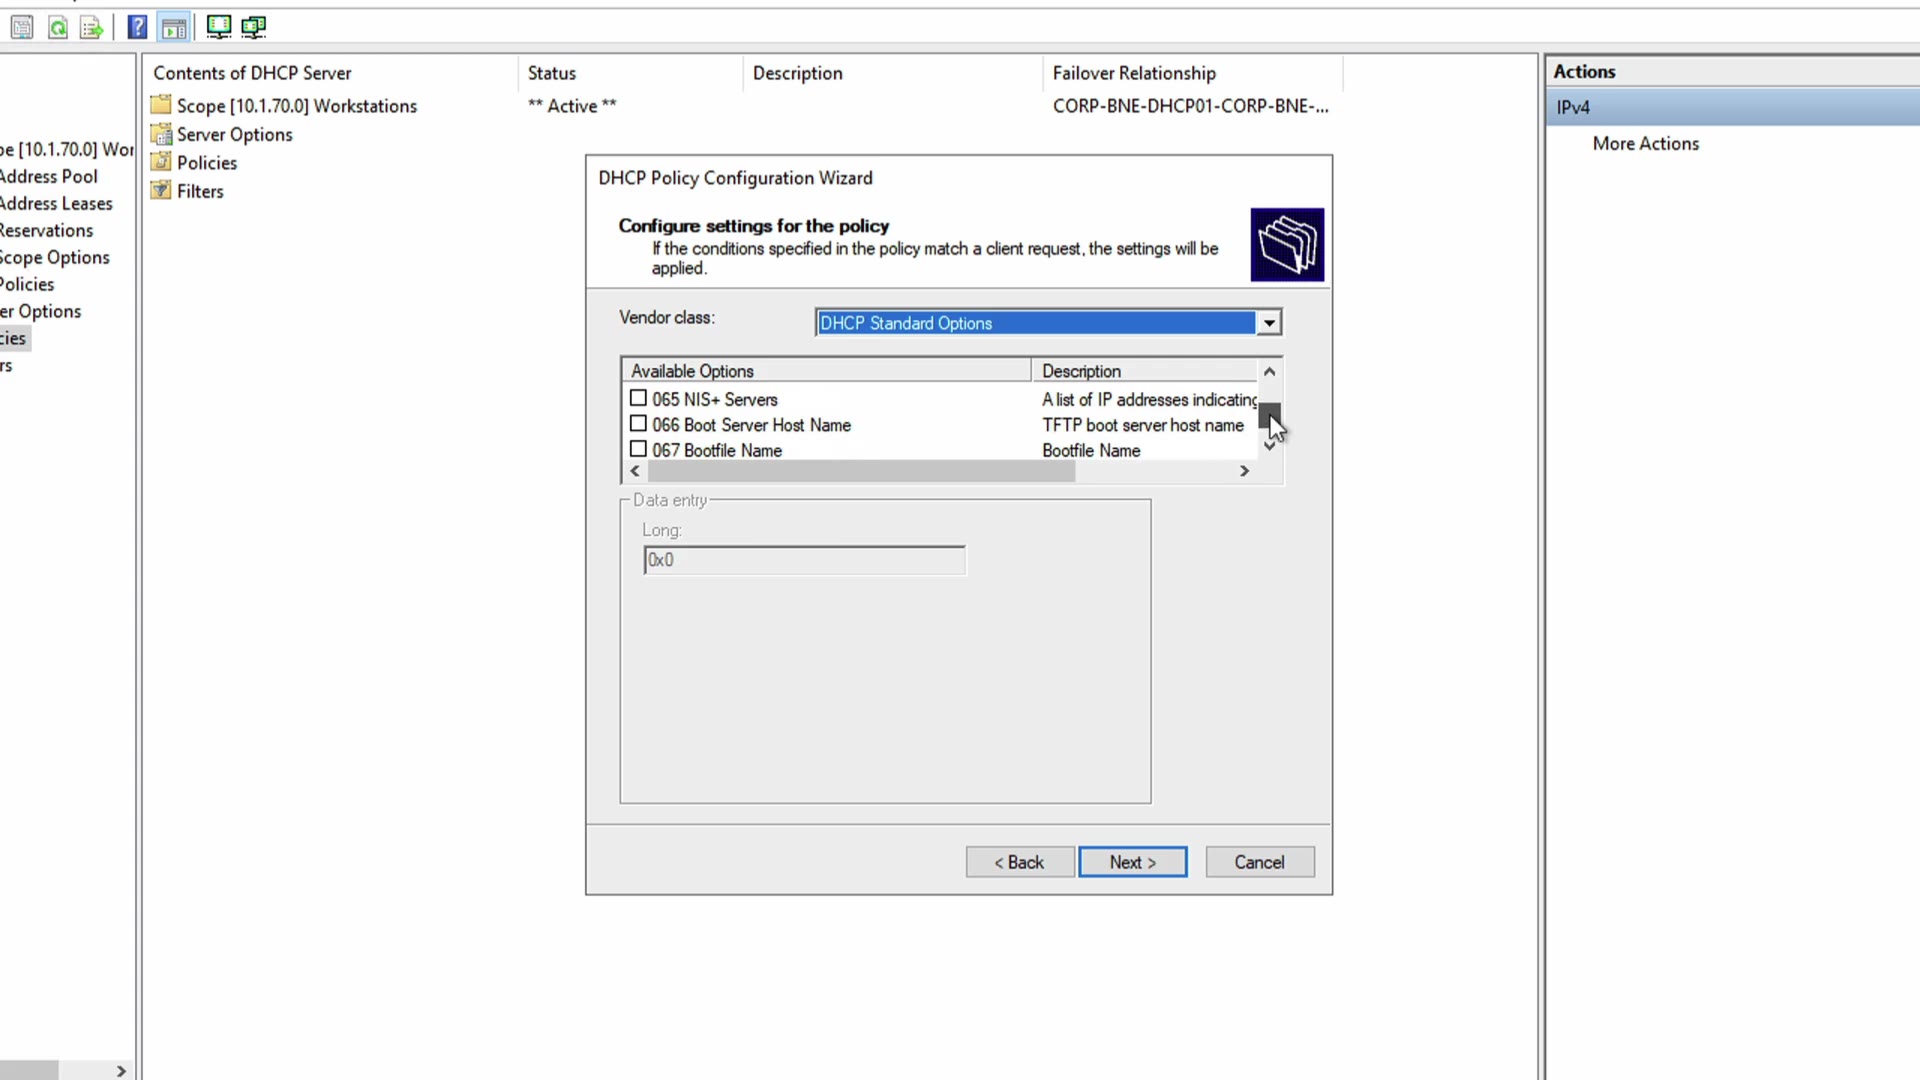 Contents of DHCP Server
Status
Description
Failover Relationship
Scope [10.1.70.0] Workstations
** Active **
CORP-BNE-DHCP01-CORP-BNE-...
Server Options
Policies
Filters
pe [10.1.70.0] Wor
Address Pool
Address Leases
Reservations
Scope Options
Policies
er Options
cies
rs
DHCP Policy Configuration Wizard
Configure settings for the policy
If the conditions specified in the policy match a client request, the settings will be
applied.
Vendor class:
DHCP Standard Options
Available Options
Description
065 NIS+ Servers
A list of IP addresses indicating
066 Boot Server Host Name
TFTP boot server host name
067 Bootfile Name
Bootfile Name
Data entry
Long:
0x0
< Back
Next >
Cancel
Actions
IPv4
More Actions